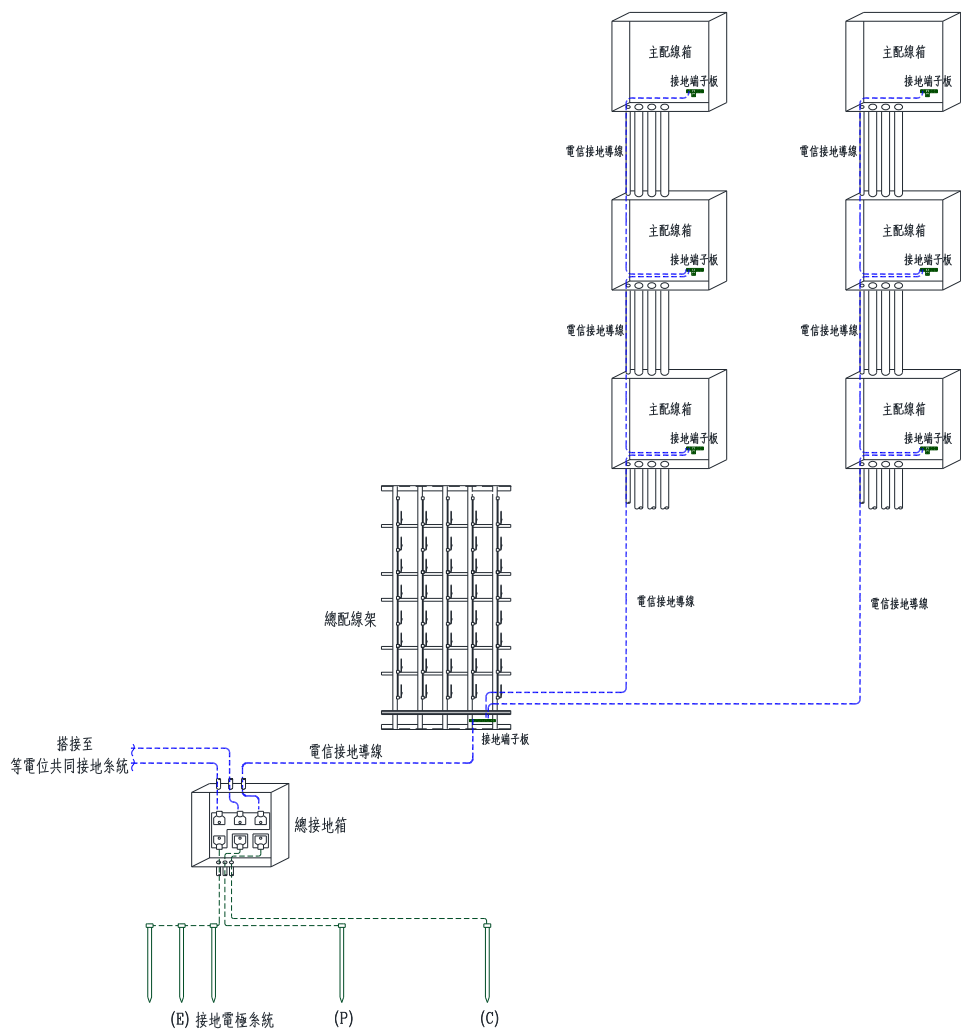 主配線箱
主配線箱
接地端子板
接地端子板
電信接地導線
電信接地導線
主配線箱
主配線箱
接地端子板
接地端子板
電信接地導線
電信接地導線
主配線箱
主配線箱
接地端子板
接地端子板
電信接地導線
電信接地導線
總配線架
接地端子板
搭接至
等電位共同接地系統
電信接地導線
總接地箱
(E) 接地電極系統
(P)
(C)